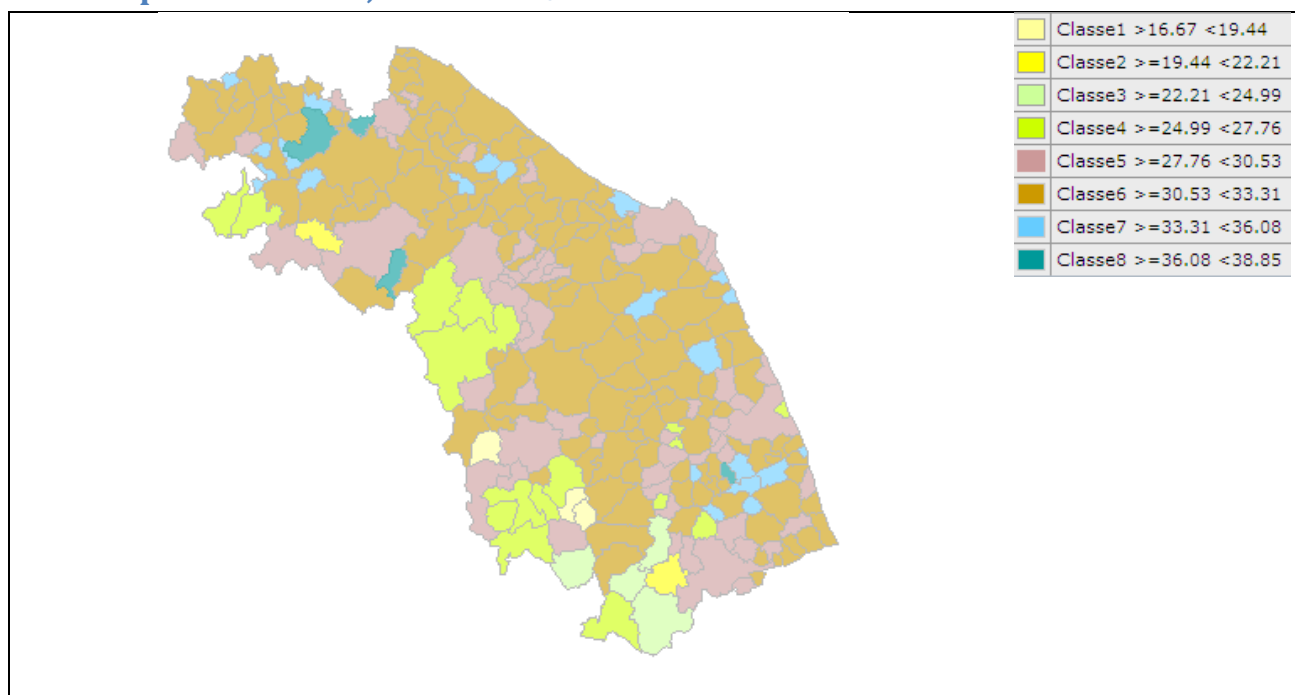 Classe1 >16.67 <19.44
Classe2 >=19.44 <22.21
Classe3 >=22.21 <24.99
Classe4 >=24.99 <27.76
Classe5 >=27.76 <30.53
Classe6 >=30.53 <33.31
Classe7 >=33.31 <36.08
Classe8 >=36.08 <38.85